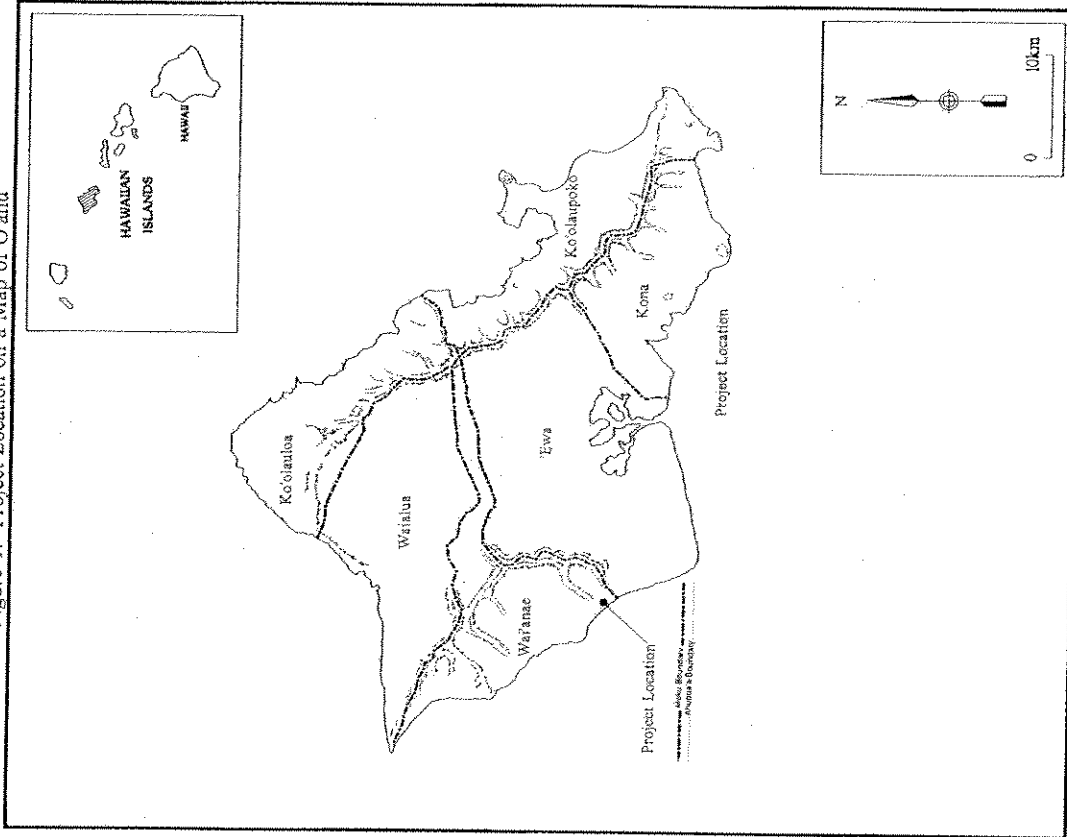 Project Location on a Map of O'ahu
HAWAIIAN
ISLANDS
HAWAII
Ko'olauloa
Waialua
Ko'olaupoko
Wai'anae
'Ewa
Kona
Project Location
Project Location
Moku Boundary
Ahupua'a Boundary
N
0 10km